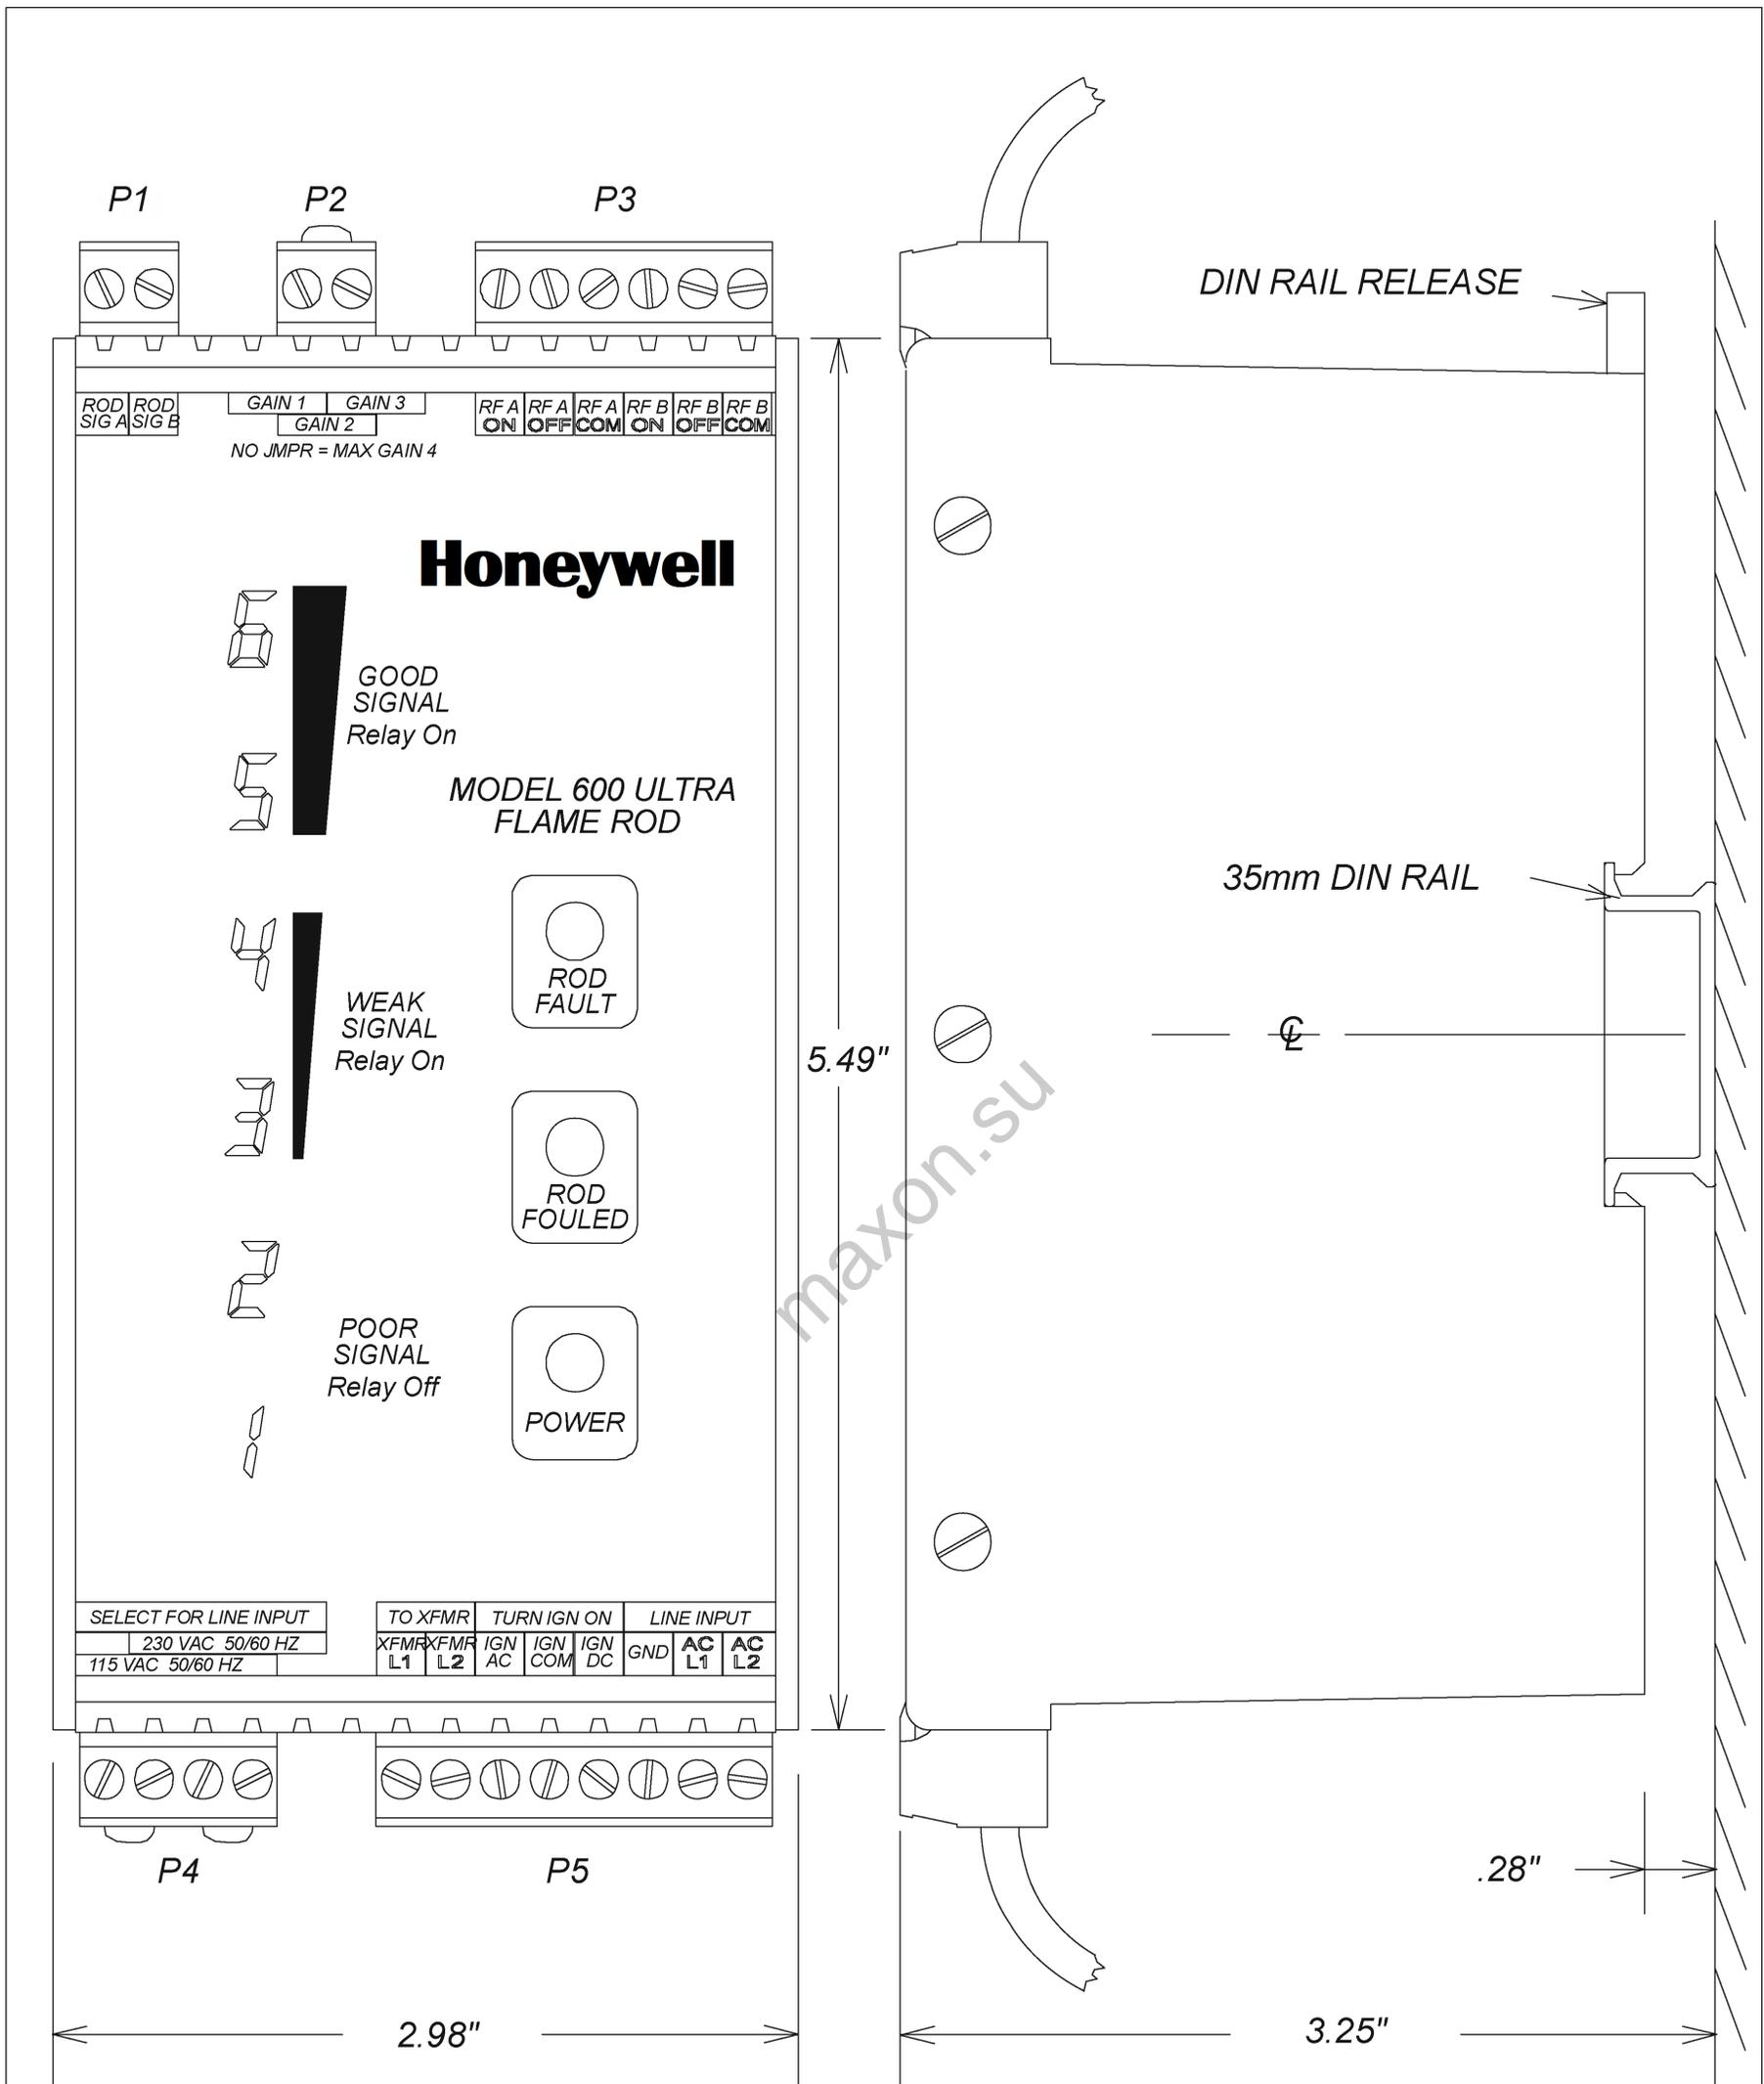 P1 P2 P3
DIN RAIL RELEASE
ROD SIG A
ROD SIG B
GAIN 1 GAIN 3
GAIN 2
NO JMPR = MAX GAIN 4
RF A ON
RF A OFF
RF A COM
RF B ON
RF B OFF
RF B COM
Honeywell
6
GOOD
SIGNAL
Relay On
5
MODEL 600 ULTRA
FLAME ROD
35mm DIN RAIL
4
ROD
FAULT
WEAK
SIGNAL
Relay On
℄
5.49"
3
ROD
FOULED
maxon.su
2
POOR
SIGNAL
Relay Off
POWER
1
SELECT FOR LINE INPUT
230 VAC 50/60 HZ
115 VAC 50/60 HZ
TO XFMR TURN IGN ON LINE INPUT
XFMR L1
XFMR L2
IGN AC
IGN COM
IGN DC
GND
AC L1
AC L2
P4 P5
.28"
2.98"
3.25"